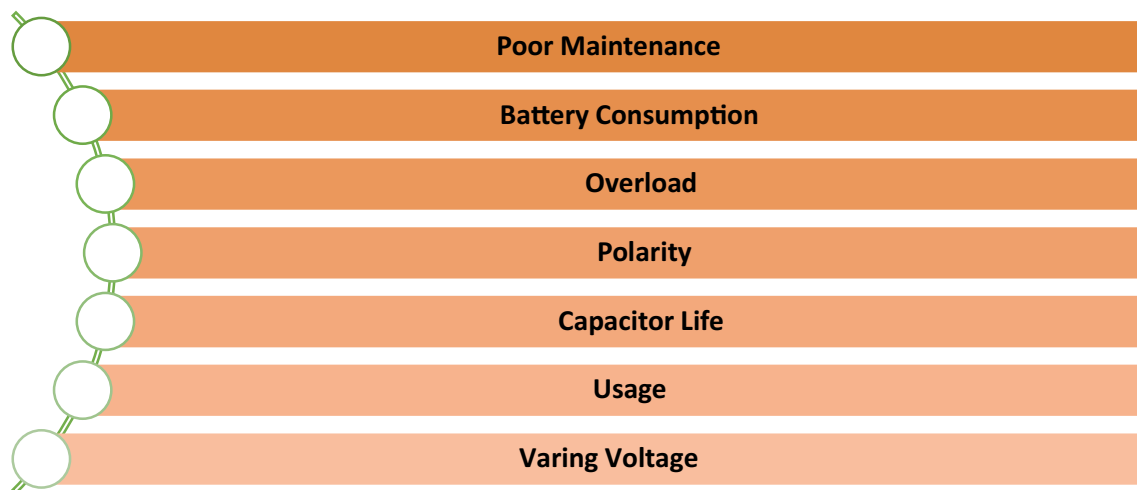 Poor Maintenance
Battery Consumption
Overload
Polarity
Capacitor Life
Usage
Varing Voltage